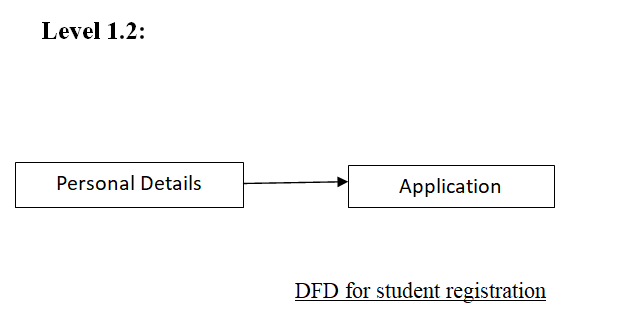 Level 1.2:
Personal Details
Application
DFD for student registration